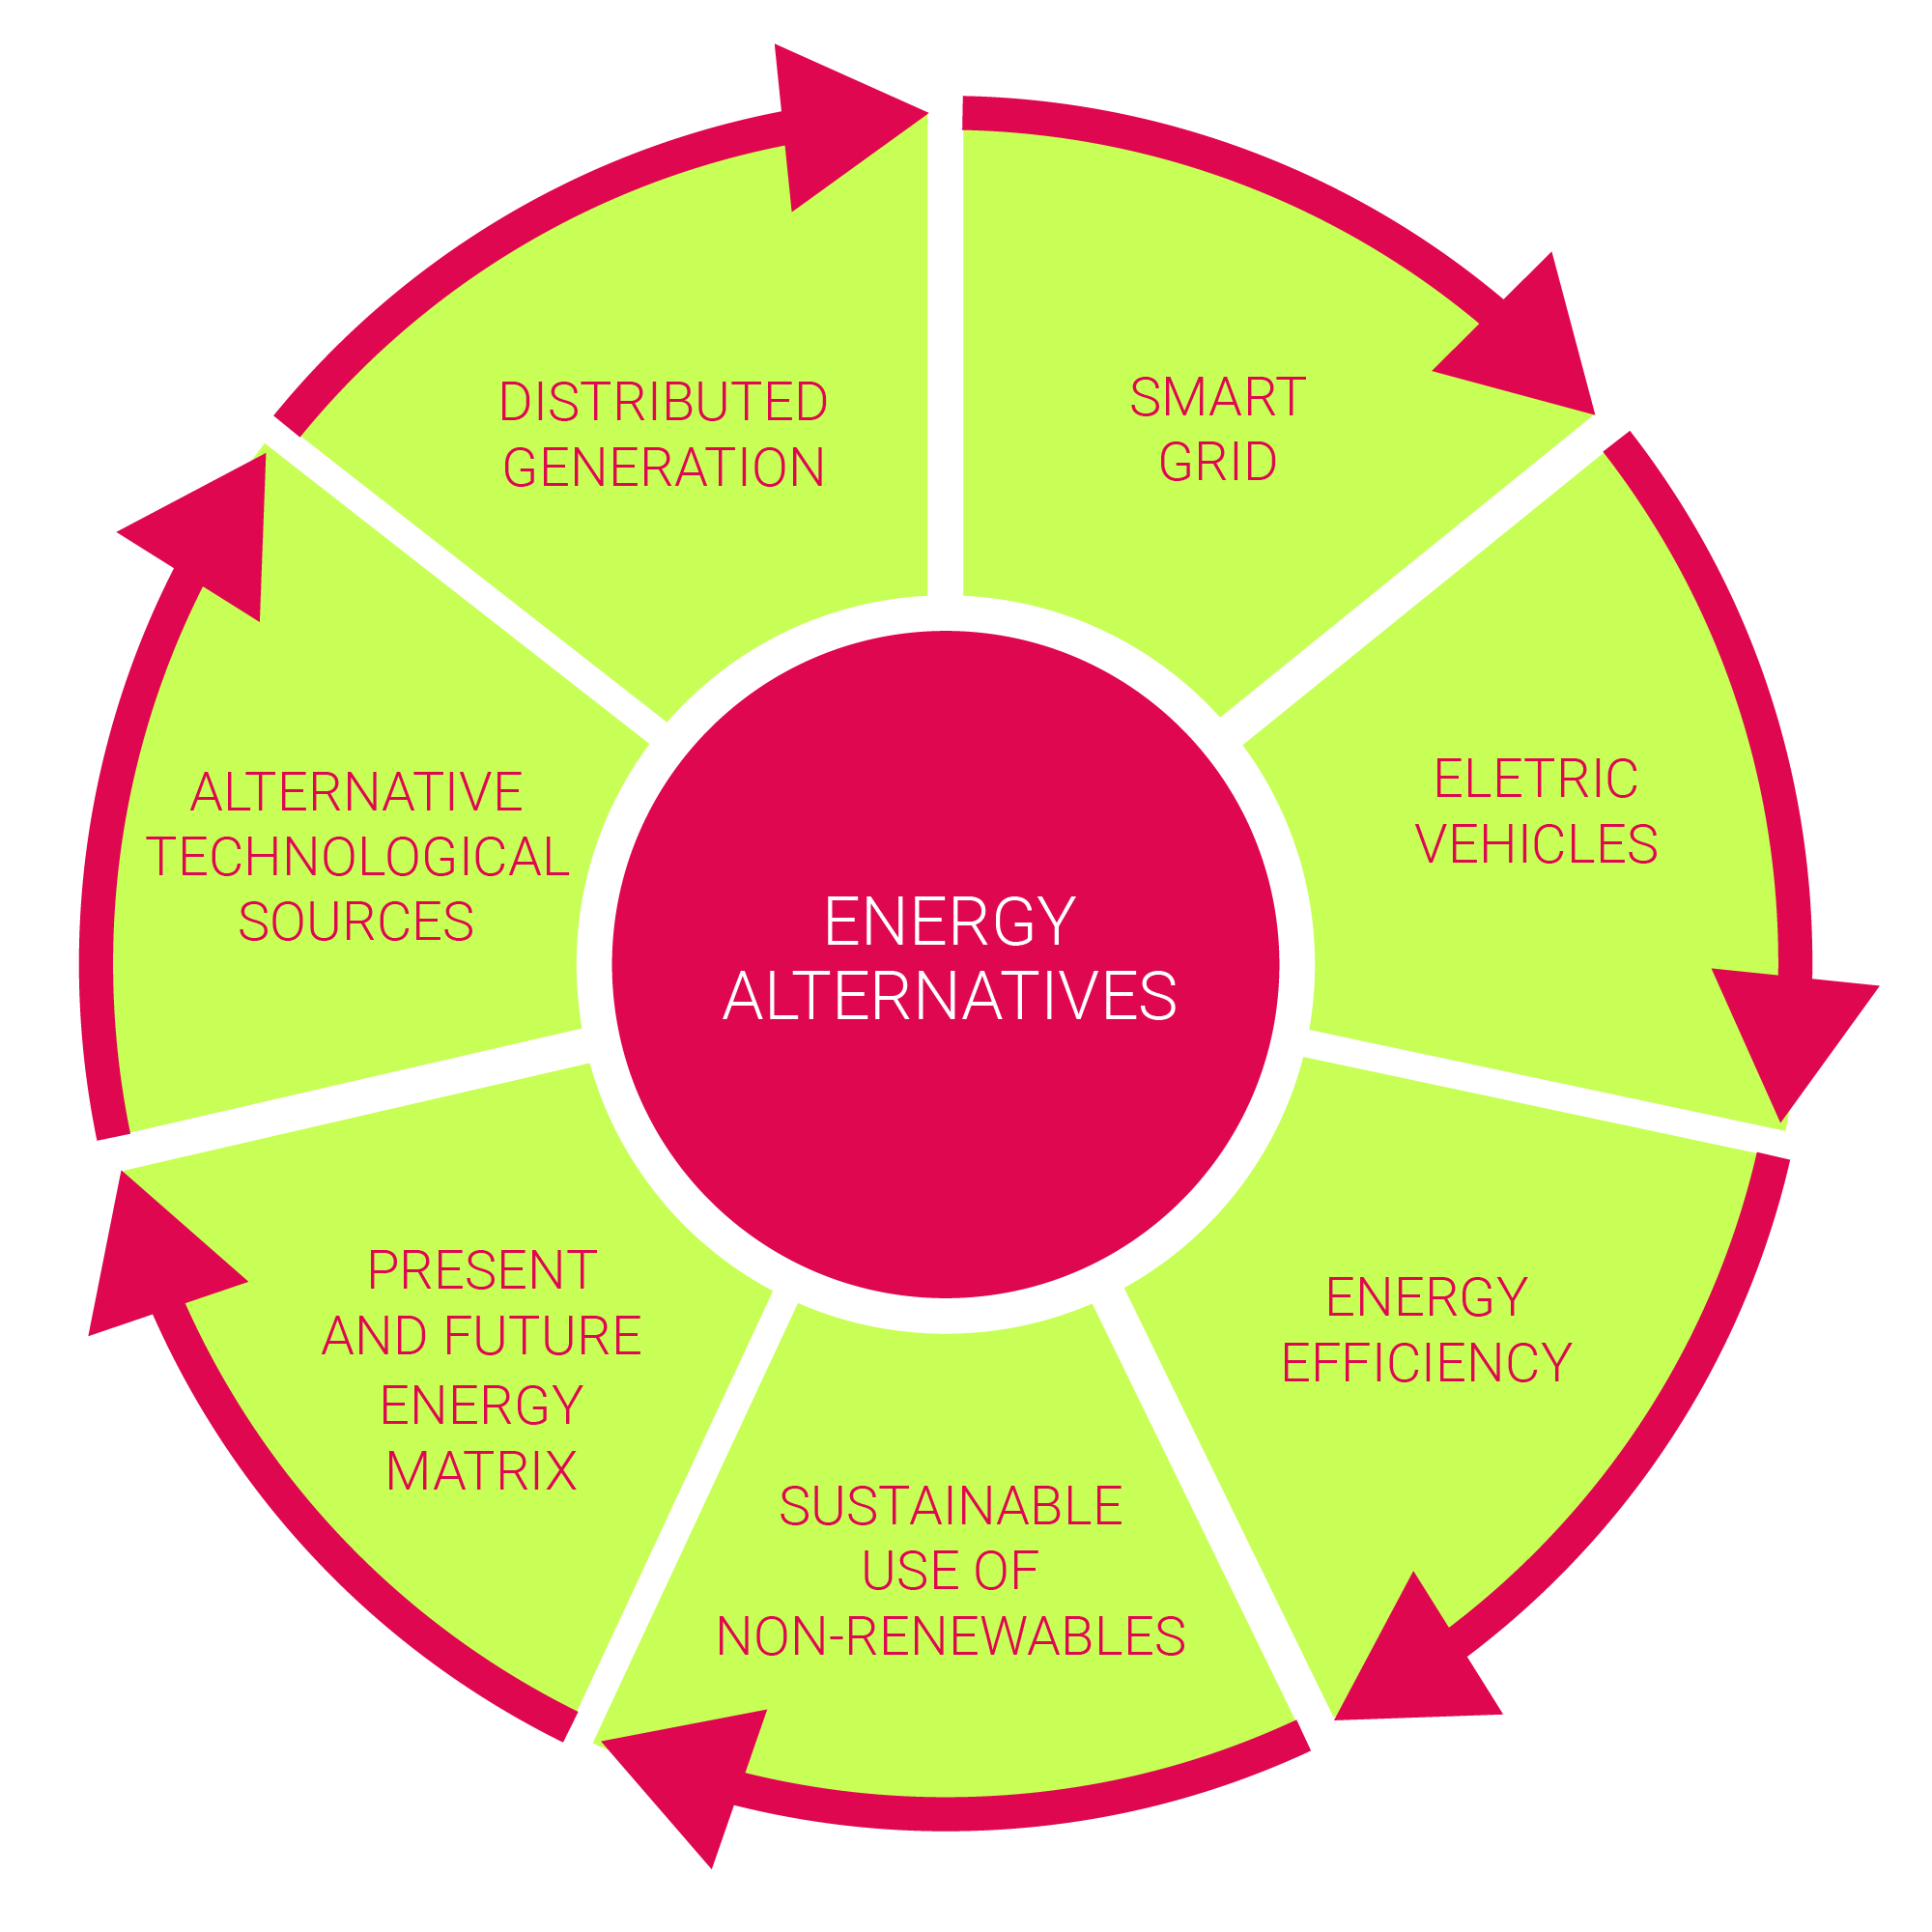 DISTRIBUTED
GENERATION
SMART
GRID
ELETRIC
VEHICLES
ENERGY
EFFICIENCY
SUSTAINABLE
USE OF
NON-RENEWABLES
PRESENT
AND FUTURE
ENERGY
MATRIX
ALTERNATIVE
TECHNOLOGICAL
SOURCES
ENERGY
ALTERNATIVES